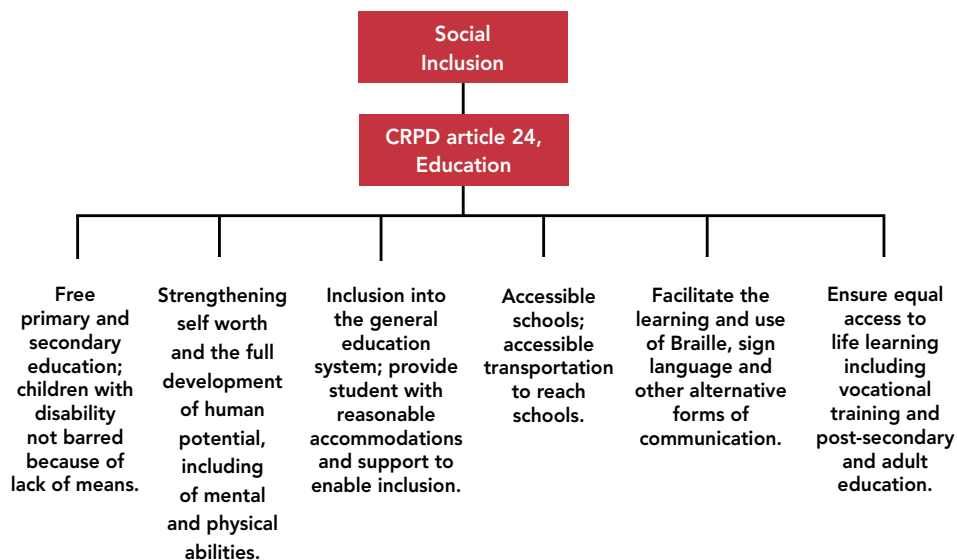 Social
Inclusion
CRPD article 24,
Education
Free
primary and
secondary
education;
children with
disability
not barred
because of
lack of means.
Strengthening
self worth
and the full
development
of human
potential,
including
of mental
and physical
abilities.
Inclusion into
the general
education
system; provide
student with
reasonable
accommodations
and support to
enable inclusion.
Accessible
schools;
accessible
transportation
to reach
schools.
Facilitate the
learning and use
of Braille, sign
language and
other alternative
forms of
communication.
Ensure equal
access to
life learning
including
vocational
training and
post-secondary
and adult
education.